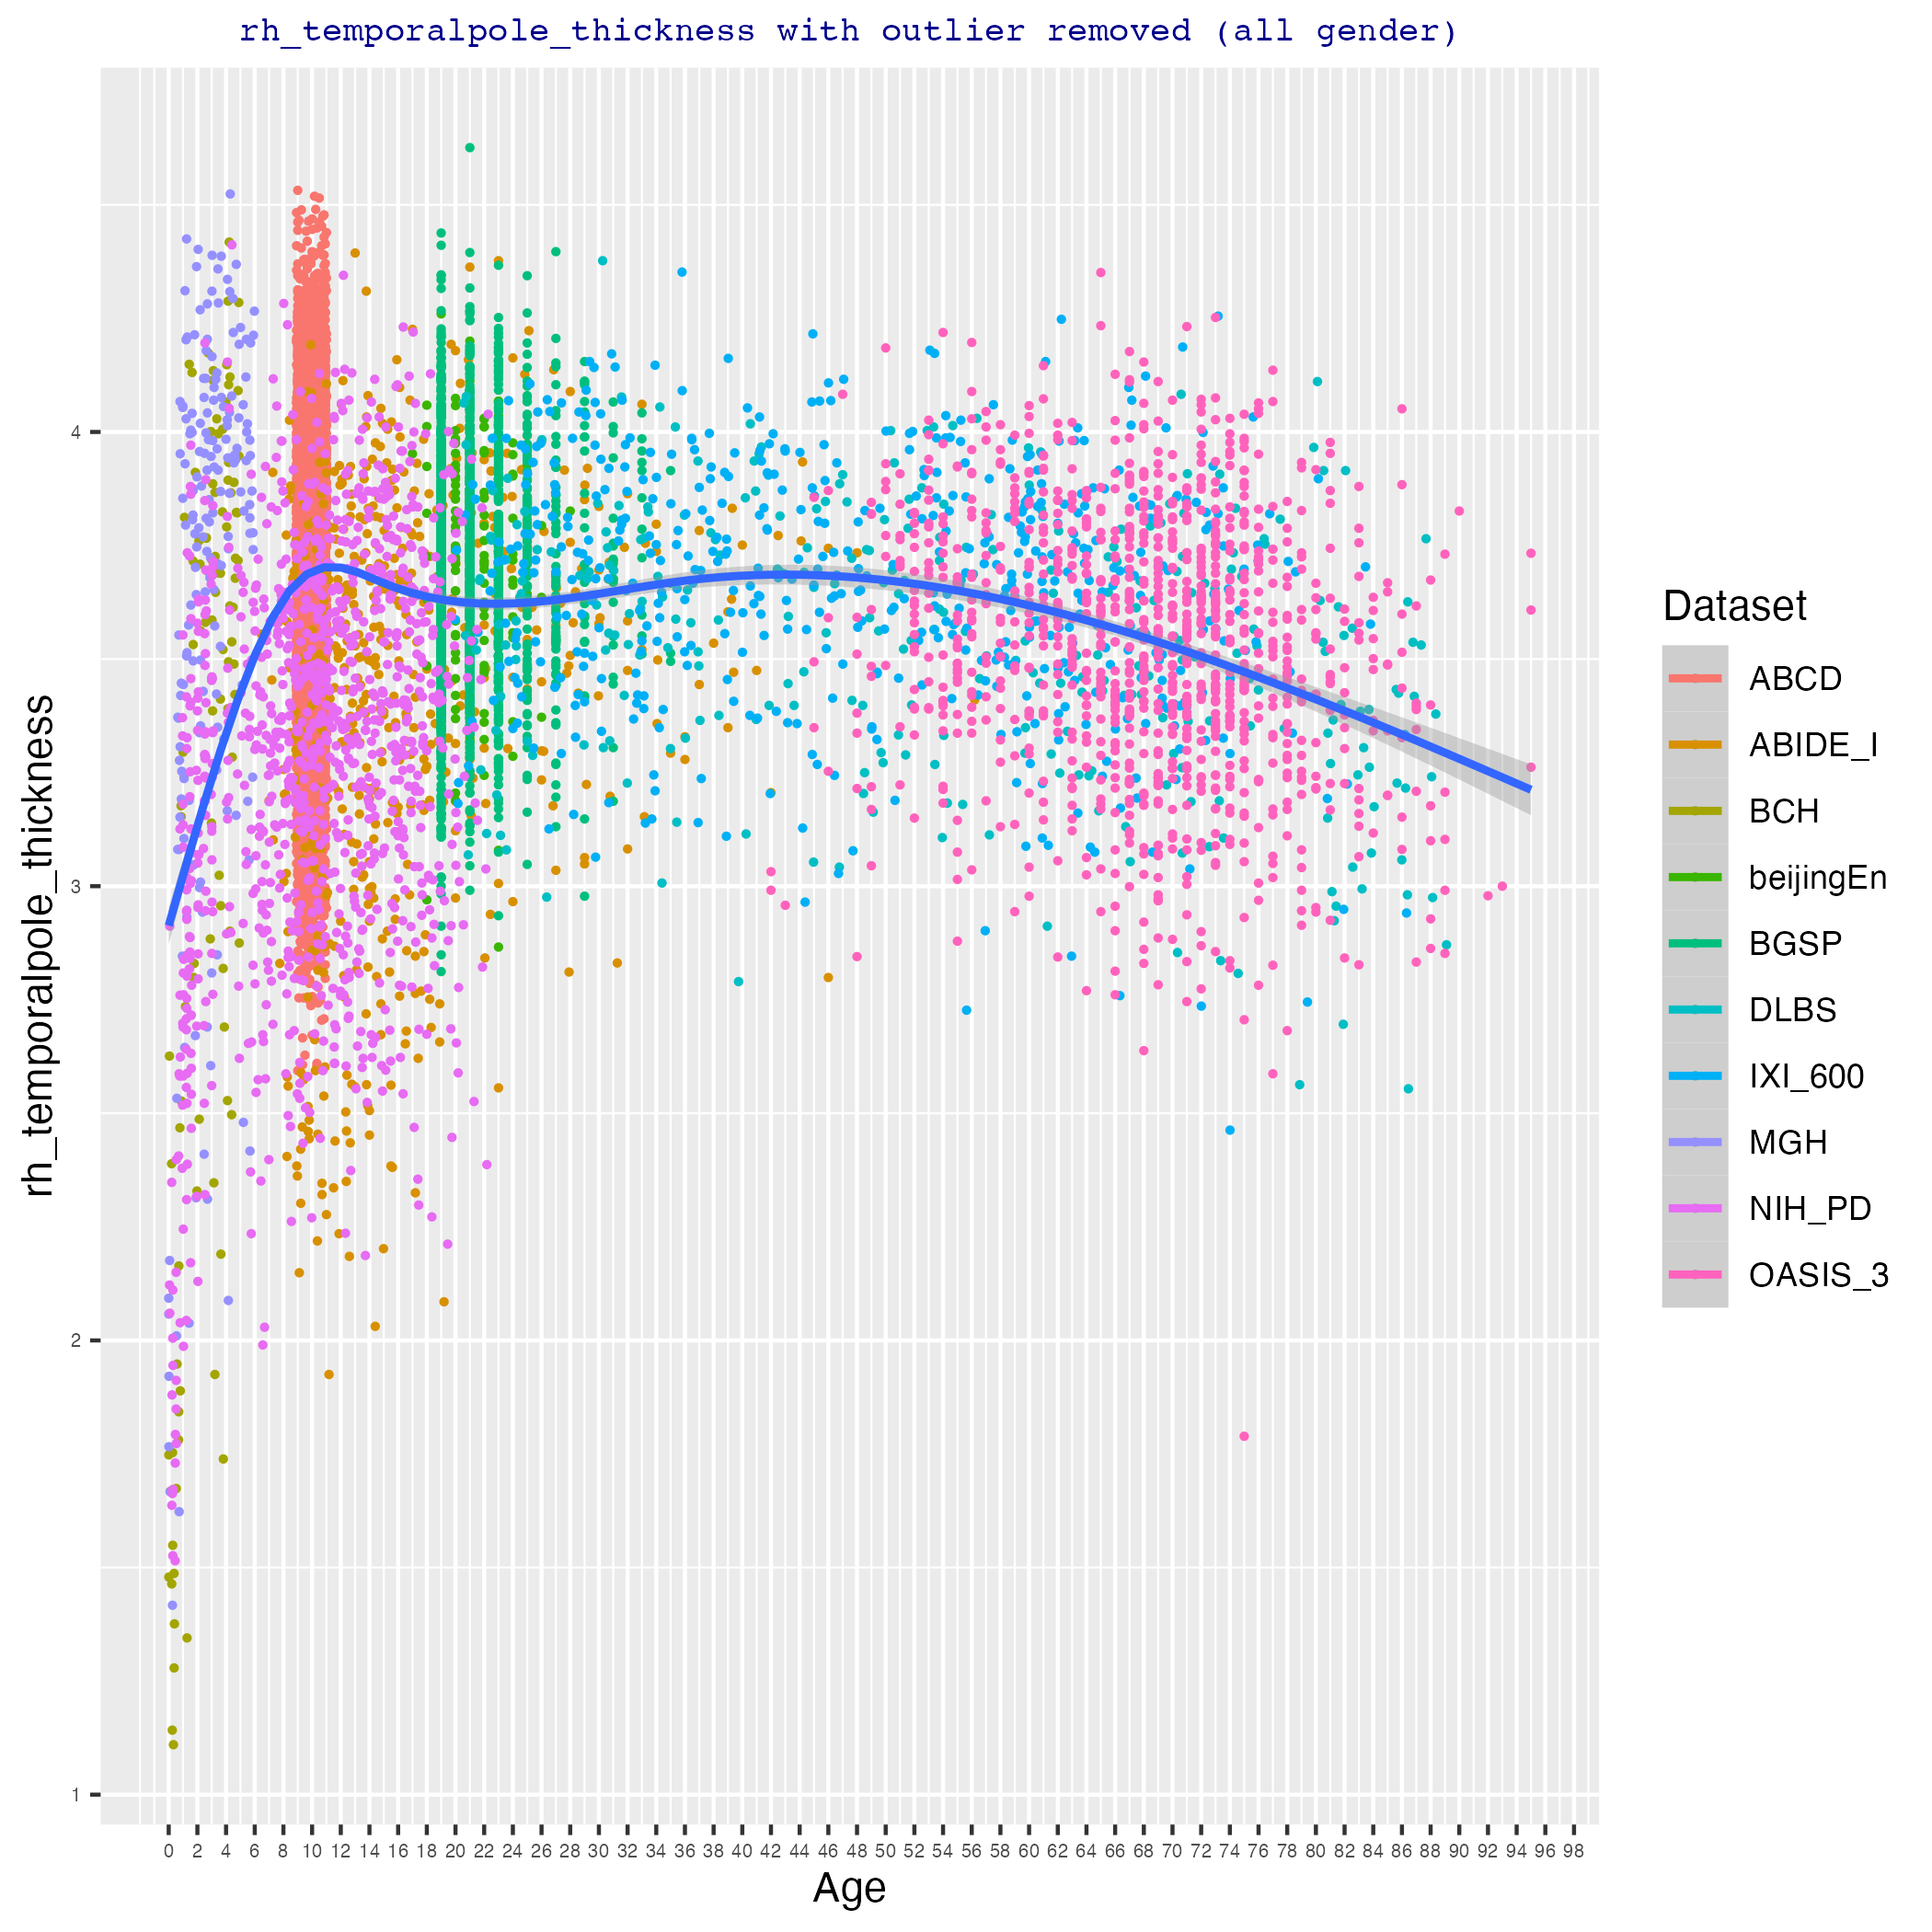 rh_temporalpole_thickness with outlier removed (all gender)
rh_temporalpole_thickness
4
3
2
1
0 2 4 6 8 10 12 14 16 18 20 22 24 26 28 30 32 34 36 38 40 42 44 46 48 50 52 54 56 58 60 62 64 66 68 70 72 74 76 78 80 82 84 86 88 90 92 94 96 98
Age
Dataset
ABCD
ABIDE_I
BCH
beijingEn
BGSP
DLBS
IXI_600
MGH
NIH_PD
OASIS_3